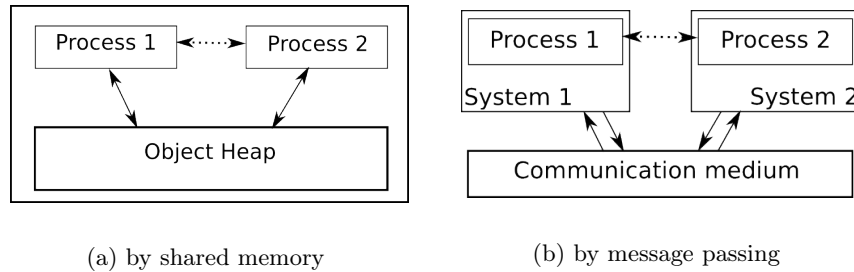 Process 1
Process 2
Object Heap
(a) by shared memory
Process 1
Process 2
System 1
System 2
Communication medium
(b) by message passing